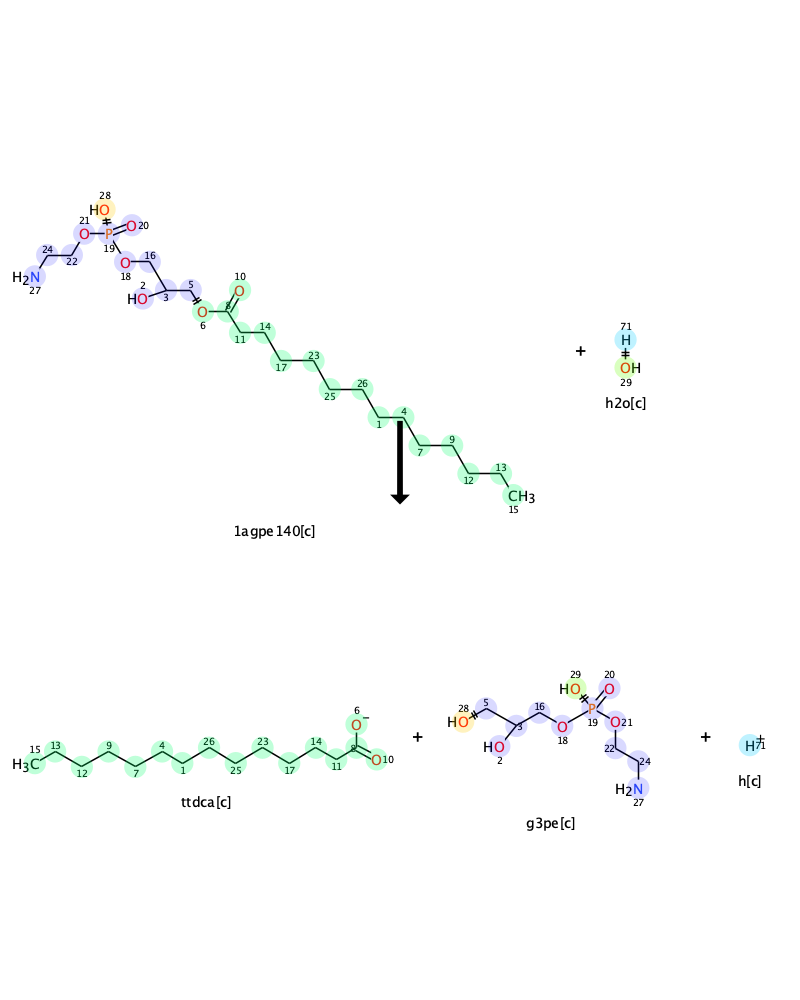 28
HO
21
O
P
O
20
24
19
16
22
O
18
H₂N
27
2
HO
3
5
O
6
10
O
8
11
14
17
23
25
26
1
4
7
9
12
13
CH₃
15
1agpe140[c]
+
71
H
OH
29
h2o[c]
6
O⁻
15
13
9
4
26
23
14
8
O
10
H₃C
12
7
1
25
17
11
ttdca[c]
+
29
HO
20
O
28
HO
5
16
P
19
O
21
3
O
18
HO
2
22
24
H₂N
27
g3pe[c]
+
H⁺
71
h[c]